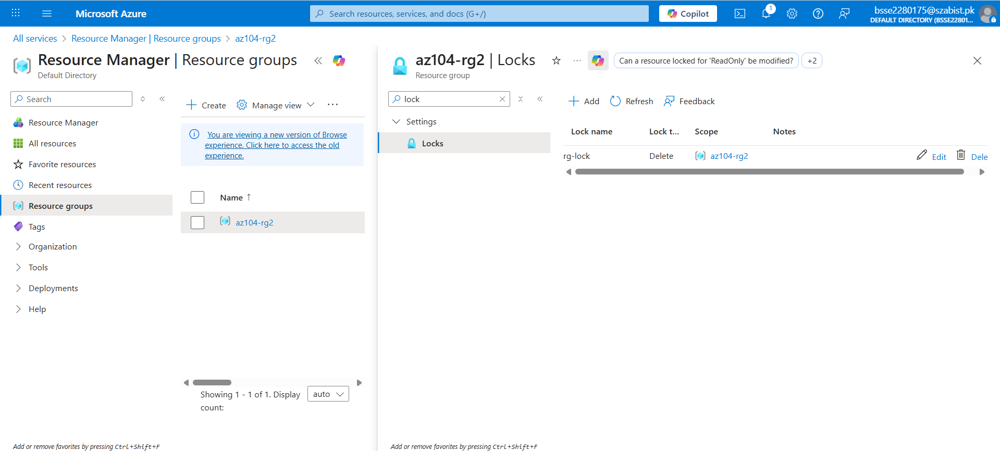 Microsoft Azure
Search resources, services, and docs (G+/)
Copilot
1
bsse2280175@szabist.pk
DEFAULT DIRECTORY (BSSE22801...
All services > Resource Manager | Resource groups > az104-rg2
Resource Manager | Resource groups
Default Directory
Search
Resource Manager
All resources
Favorite resources
Recent resources
Resource groups
Tags
Organization
Tools
Deployments
Help
Add or remove favorites by pressing Ctrl+Shift+F
Create
Manage view
You are viewing a new version of Browse
experience. Click here to access the old
experience.
Name ↑
az104-rg2
Showing 1 - 1 of 1. Display
count:
auto
az104-rg2 | Locks
Resource group
Can a resource locked for 'ReadOnly' be modified?
+2
lock
Settings
Locks
Add or remove favorites by pressing Ctrl+Shift+F
Add
Refresh
Feedback
Lock name Lock t... Scope Notes
rg-lock Delete az104-rg2 Edit Dele